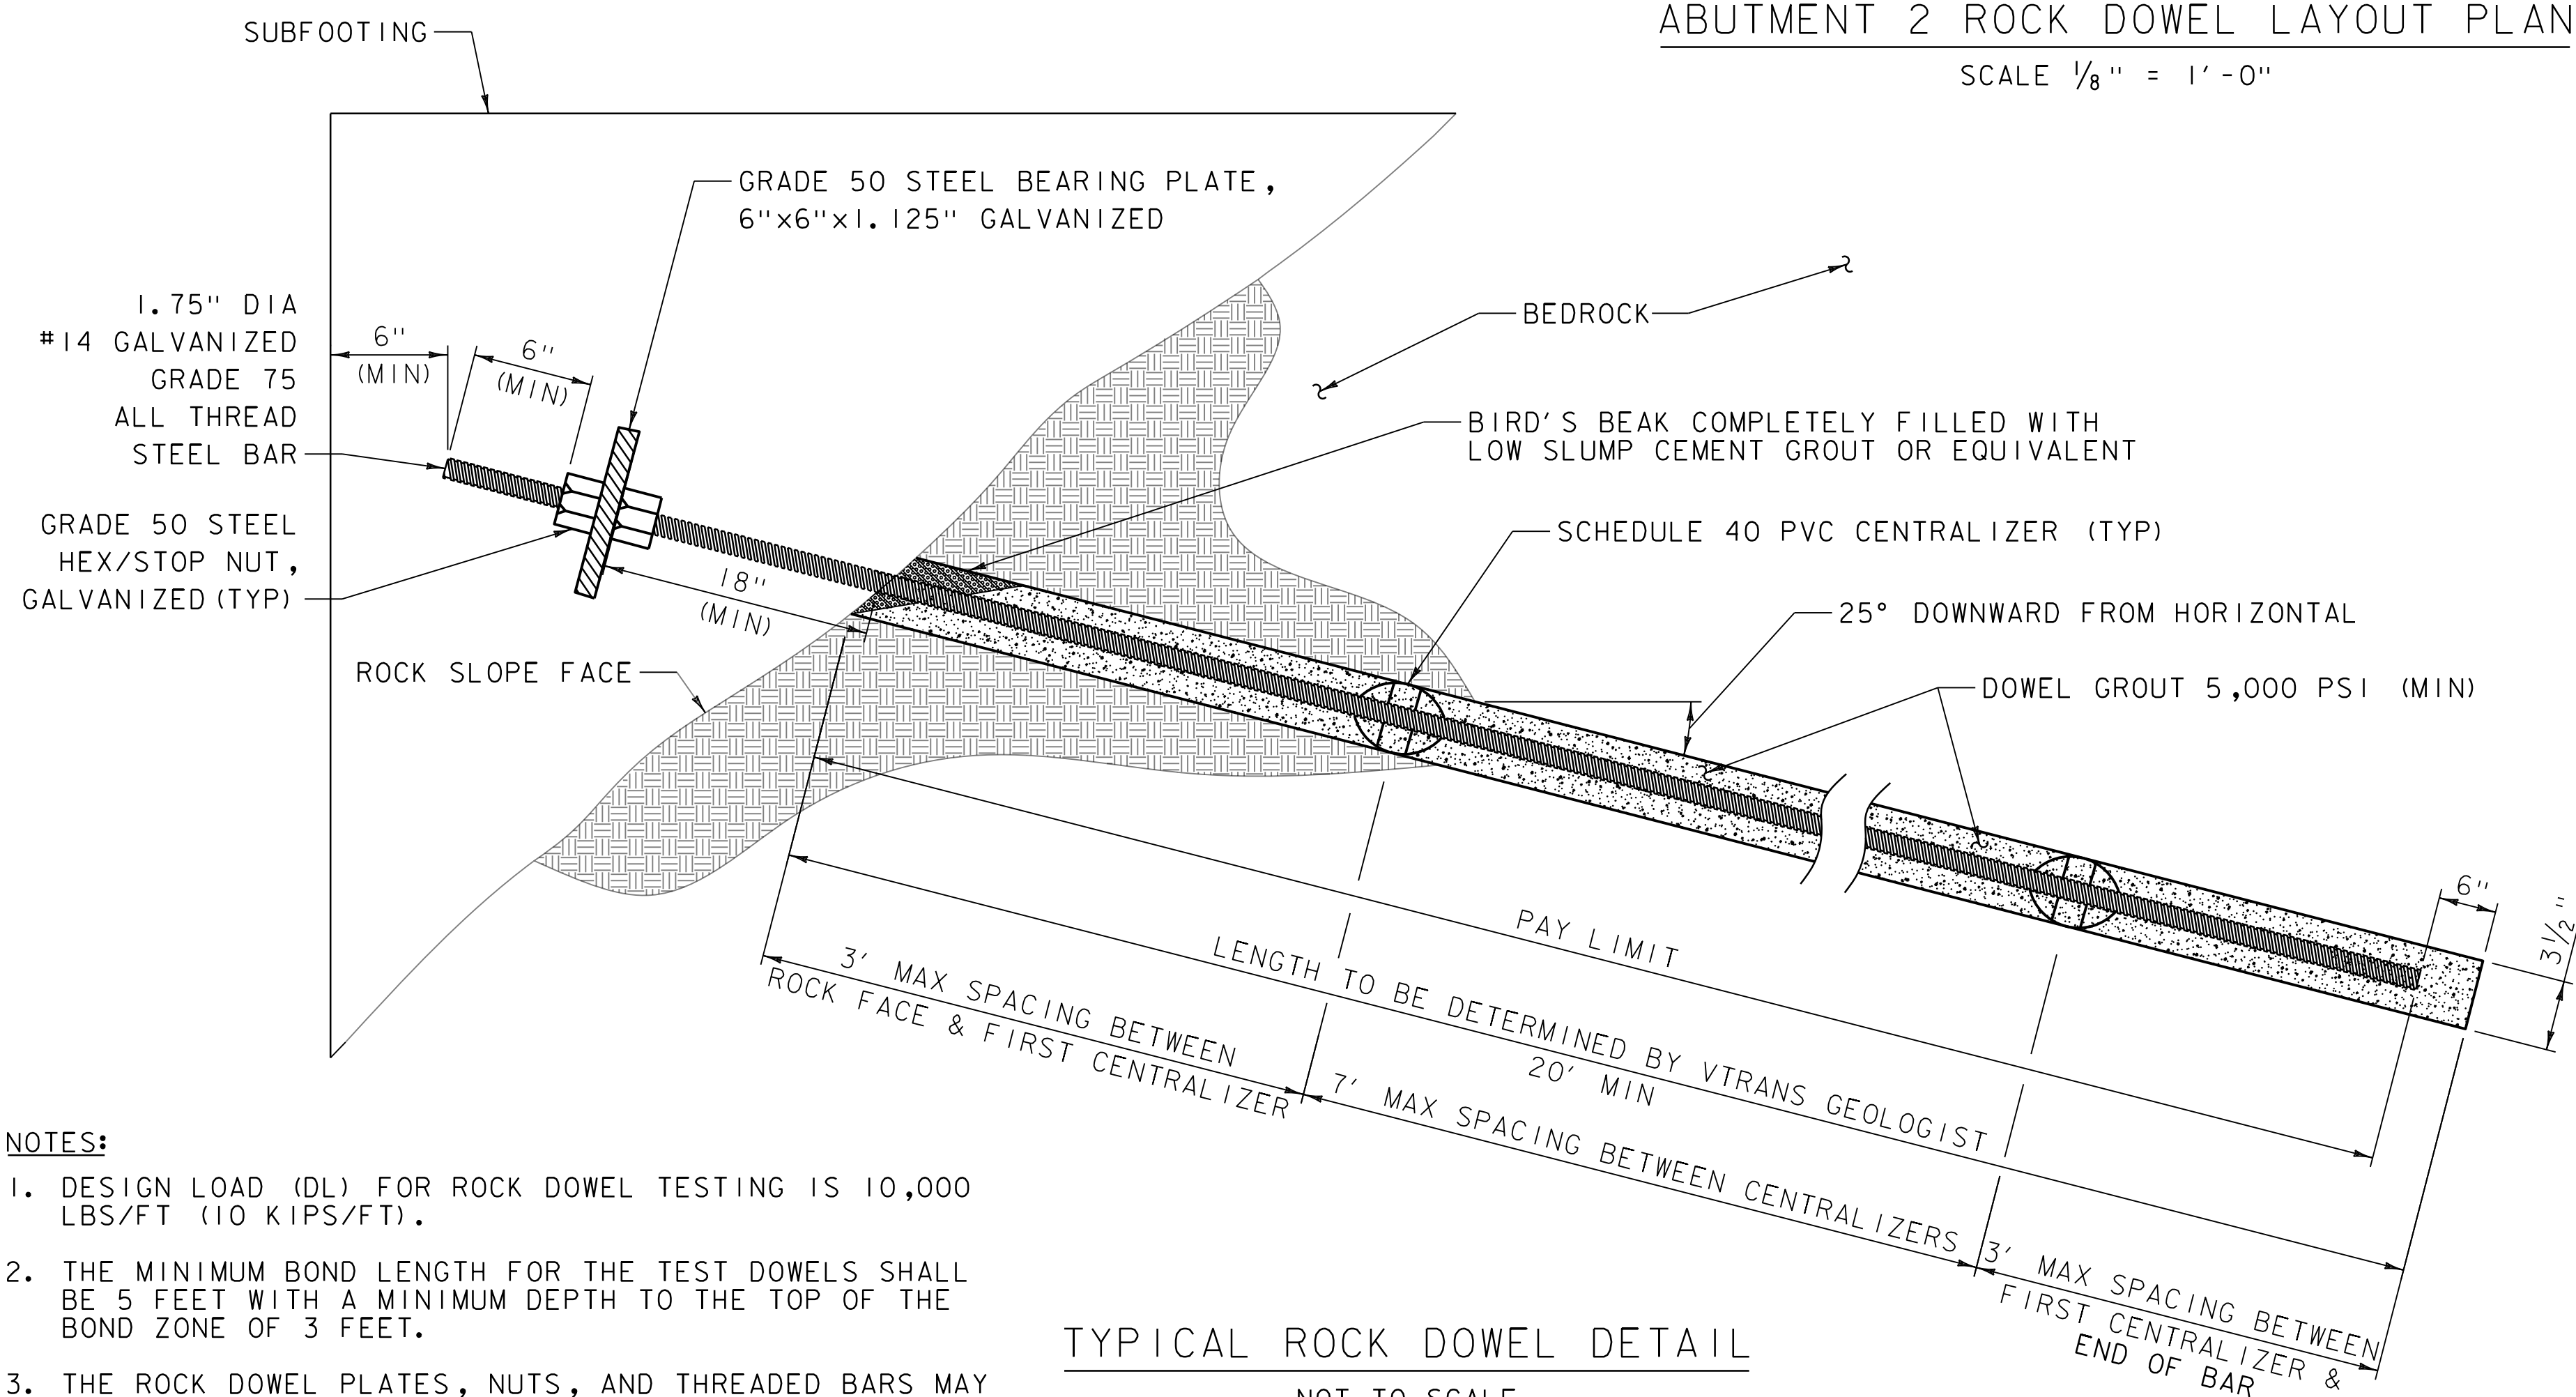 ABUTMENT 2 ROCK DOWEL LAYOUT PLAN
SCALE 1/8" = 1'-0"
SUBFOOTING
GRADE 50 STEEL BEARING PLATE,
6"x6"x1.125" GALVANIZED
1.75" DIA
#14 GALVANIZED
GRADE 75
ALL THREAD
STEEL BAR
6"
(MIN)
6"
(MIN)
BEDROCK
BIRD'S BEAK COMPLETELY FILLED WITH
LOW SLUMP CEMENT GROUT OR EQUIVALENT
GRADE 50 STEEL
HEX/STOP NUT,
GALVANIZED (TYP)
SCHEDULE 40 PVC CENTRALIZER (TYP)
18"
(MIN)
25° DOWNWARD FROM HORIZONTAL
ROCK SLOPE FACE
DOWEL GROUT 5,000 PSI (MIN)
6"
3 1/2"
PAY LIMIT
LENGTH TO BE DETERMINED BY VTRANS GEOLOGIST
20' MIN
3' MAX SPACING BETWEEN
ROCK FACE & FIRST CENTRALIZER
7' MAX SPACING BETWEEN CENTRALIZERS
3' MAX SPACING BETWEEN
FIRST CENTRALIZER &
END OF BAR
NOTES:
1. DESIGN LOAD (DL) FOR ROCK DOWEL TESTING IS 10,000
LBS/FT (10 KIPS/FT).
2. THE MINIMUM BOND LENGTH FOR THE TEST DOWELS SHALL
BE 5 FEET WITH A MINIMUM DEPTH TO THE TOP OF THE
BOND ZONE OF 3 FEET.
3. THE ROCK DOWEL PLATES, NUTS, AND THREADED BARS MAY
TYPICAL ROCK DOWEL DETAIL
NOT TO SCALE